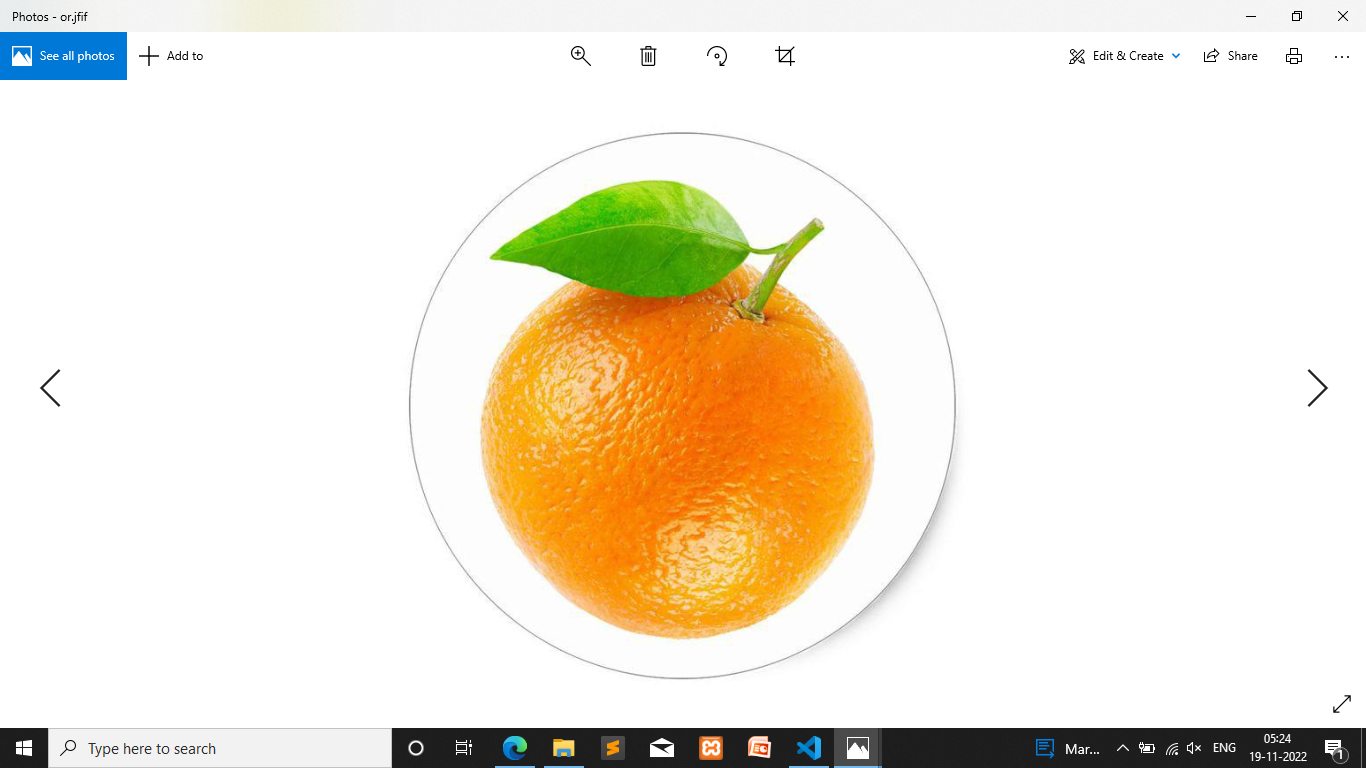 Photos - or.jfif
See all photos
Add to
Edit & Create
Share
Type here to search
Mar...
ENG
05:24
19-11-2022
1